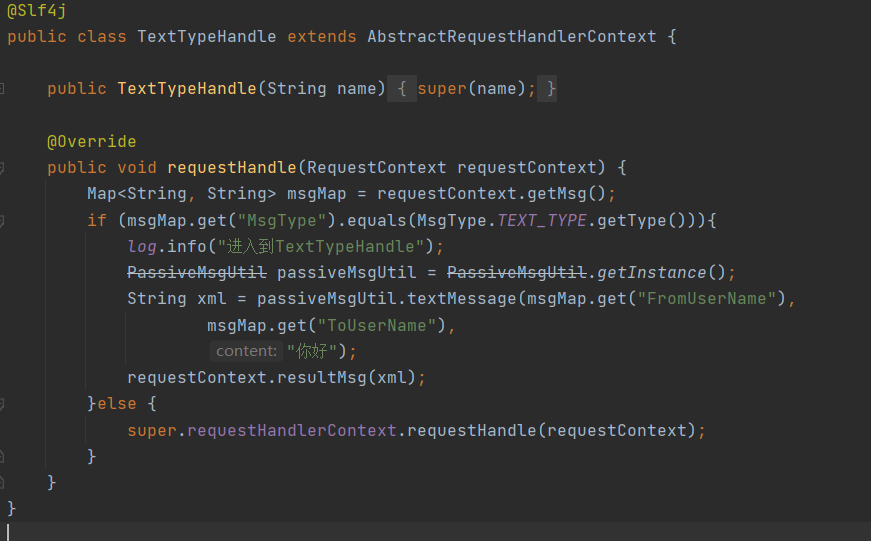 @Slf4j
public class TextTypeHandle extends AbstractRequestHandlerContext {
public TextTypeHandle(String name) { super(name); }
@Override
public void requestHandle(RequestContext requestContext) {
Map<String, String> msgMap = requestContext.getMsg();
if (msgMap.get("MsgType").equals(MsgType.TEXT_TYPE.getType())){
log.info("进入到TextTypeHandle");
PassiveMsgUtil passiveMsgUtil = PassiveMsgUtil.getInstance();
String xml = passiveMsgUtil.textMessage(msgMap.get("FromUserName"),
msgMap.get("ToUserName"),
content: "你好");
requestContext.resultMsg(xml);
}else {
super.requestHandlerContext.requestHandle(requestContext);
}
}
}